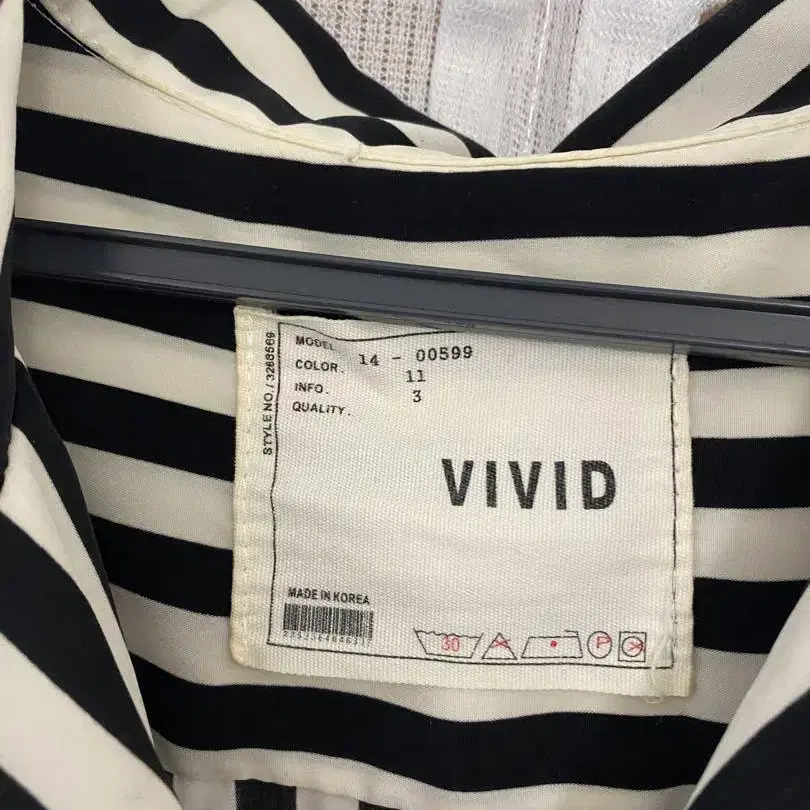 STYLE NO. / 3268569
MODEL 14 - 00599
COLOR. 11
INFO. 3
QUALITY.
VIVID
MADE IN KOREA
30
P